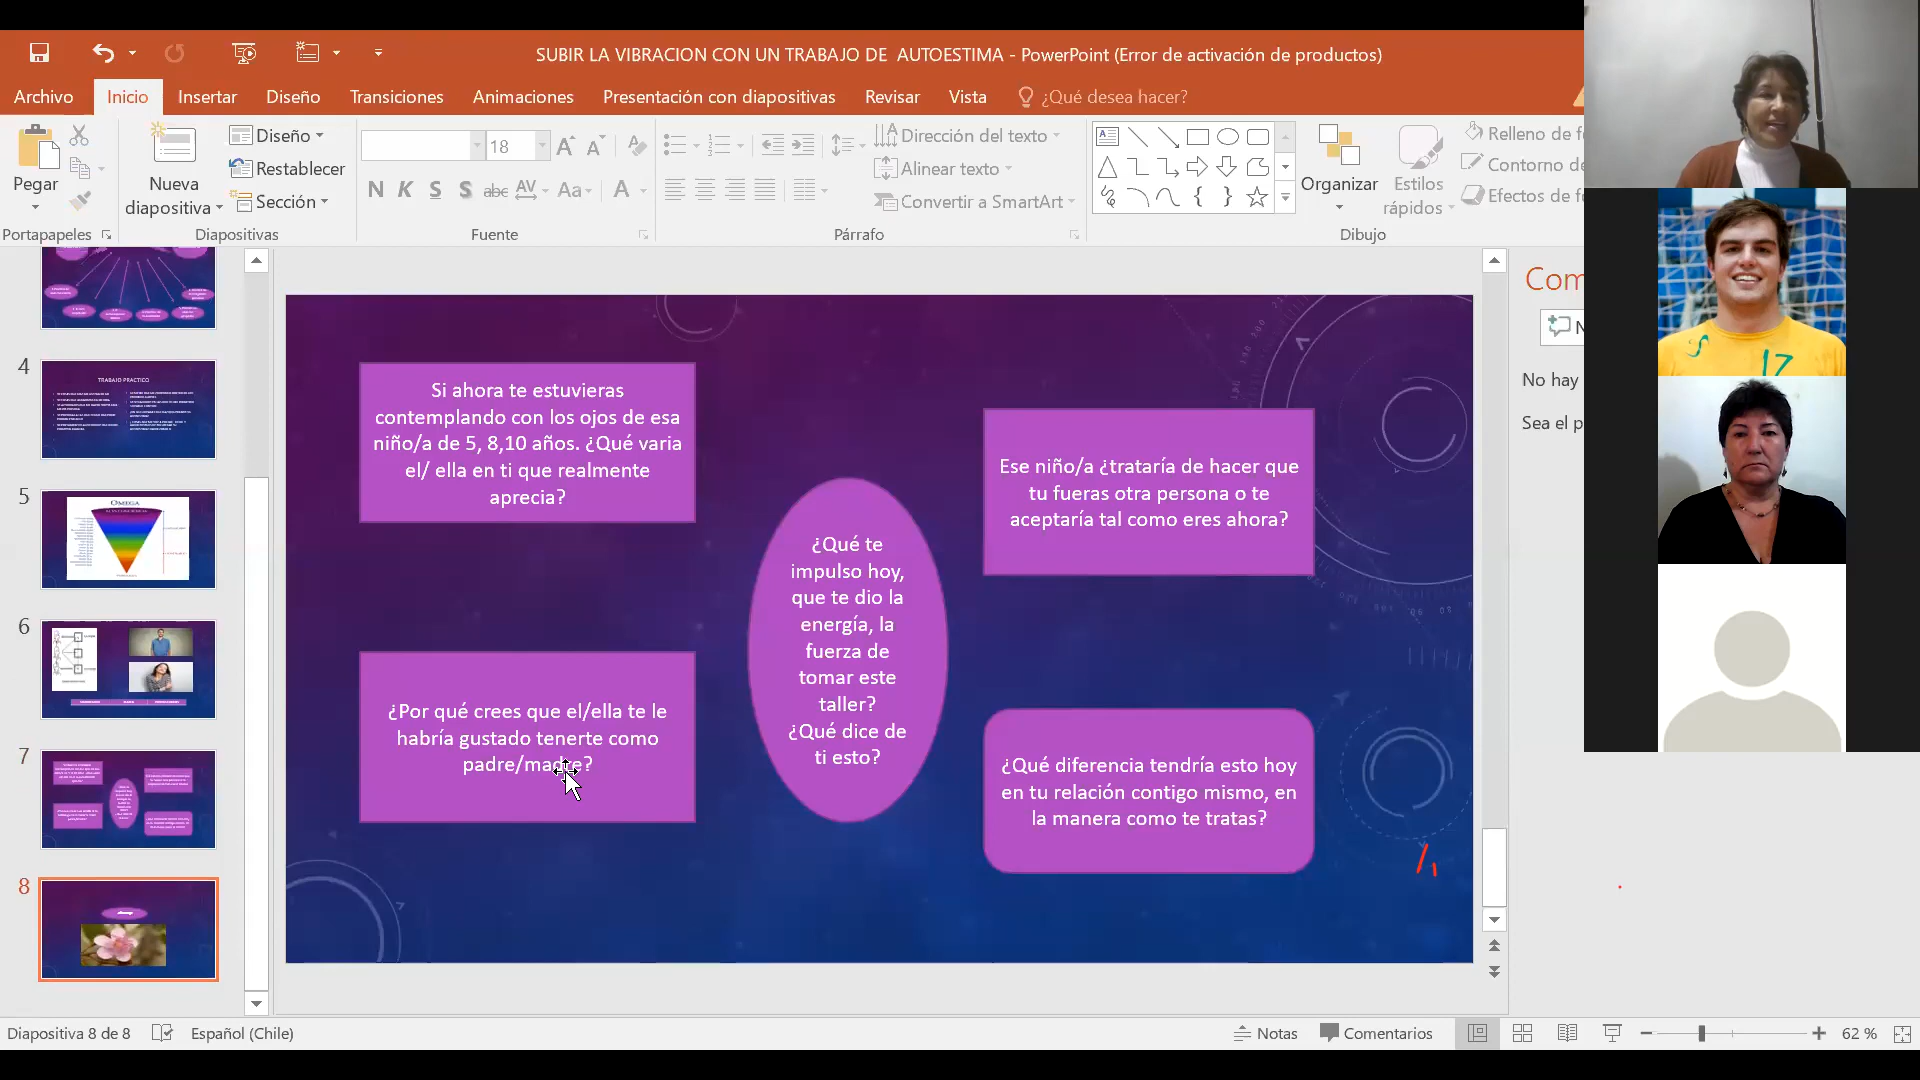 SUBIR LA VIBRACION CON UN TRABAJO DE  AUTOESTIMA - PowerPoint (Error de activación de productos)
Archivo
Inicio
Insertar
Diseño
Transiciones
Animaciones
Presentación con diapositivas
Revisar
Vista
¿Qué desea hacer?
Pegar
Nueva
diapositiva
Diseño
Restablecer
Sección
18
N K S S abc AV Aa A
Dirección del texto
Alinear texto
Convertir a SmartArt
Organizar
Estilos
rápidos
Relleno de
Contorno de
Efectos de
Portapapeles
Diapositivas
Fuente
Párrafo
Dibujo
4
TRABAJO PRACTICO
5
OMEGA
6
7
8
Si ahora te estuvieras
contemplando con los ojos de esa
niño/a de 5, 8,10 años. ¿Qué varia
el/ ella en ti que realmente
aprecia?
¿Por qué crees que el/ella te le
habría gustado tenerte como
padre/madre?
¿Qué te
impulso hoy,
que te dio la
energía, la
fuerza de
tomar este
taller?
¿Qué dice de
ti esto?
Ese niño/a ¿trataría de hacer que
tu fueras otra persona o te
aceptaría tal como eres ahora?
¿Qué diferencia tendría esto hoy
en tu relación contigo mismo, en
la manera como te tratas?
Com
N
No hay
Sea el p
17
Diapositiva 8 de 8
Español (Chile)
Notas
Comentarios
62 %